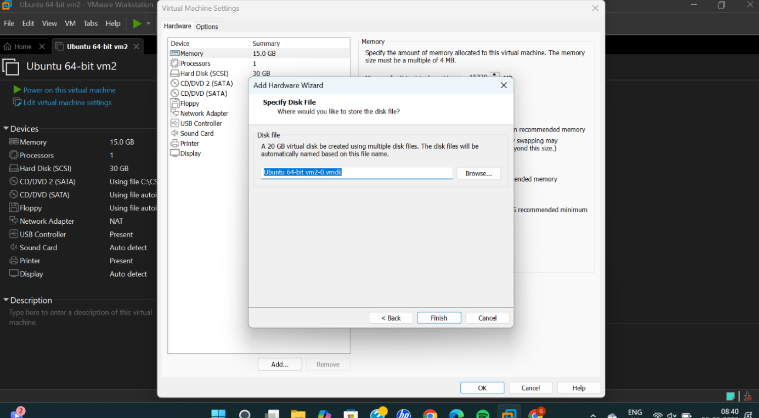 Ubuntu 64-bit vm2 - VMware Workstation
File Edit View VM Tabs Help
Home
Ubuntu 64-bit vm2
Ubuntu 64-bit vm2
Power on this virtual machine
Edit virtual machine settings
Devices
Memory 15.0 GB
Processors 1
Hard Disk (SCSI) 30 GB
CD/DVD 2 (SATA) Using file C:\CS
CD/DVD (SATA) Using file autoi
Floppy Using file autoi
Network Adapter NAT
USB Controller Present
Sound Card Auto detect
Printer Present
Display Auto detect
Description
Type here to enter a description of this virtual
machine.
Virtual Machine Settings
Hardware Options
Device Summary
Memory 15.0 GB
Processors 1
Hard Disk (SCSI) 30 GB
CD/DVD 2 (SATA)
CD/DVD (SATA)
Floppy
Network Adapter
USB Controller
Sound Card
Printer
Display
Add... Remove
Memory
Specify the amount of memory allocated to this virtual machine. The memory
size must be a multiple of 4 MB.
recommended memory
swapping may
yond this size.)
ended memory
recommended minimum
Add Hardware Wizard
Specify Disk File
Where would you like to store the disk file?
Disk file
A 20 GB virtual disk be created using multiple disk files. The disk files will be
automatically named based on this file name.
Ubuntu 64-bit vm2-0.vmdk
Browse...
< Back Finish Cancel
OK Cancel Help
2
6
ENG
08:40